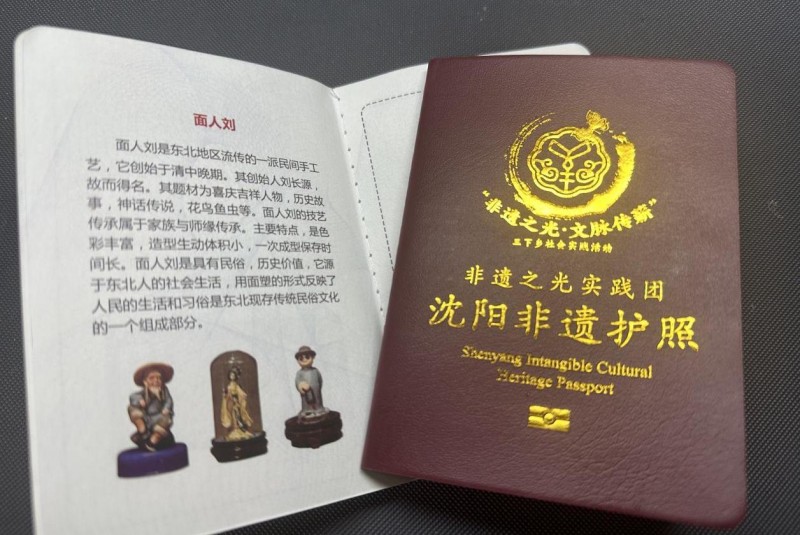 面人刘
面人刘是东北地区流传的一派民间手工
艺，它创始于清中晚期。其创始人刘长源，
故而得名。其题材为喜庆吉祥人物，历史故
事，神话传说，花鸟鱼虫等。面人刘的技艺
传承属于家族与师缘传承。主要特点，是色
彩丰富，造型生动体积小，一次成型保存时
间长。面人刘是具有民俗，历史价值，它源
于东北人的社会生活，用面塑的形式反映了
人民的生活和习俗是东北现存传统民俗文化
的一个组成部分。
“非遗之光·文脉传薪”
三下乡社会实践活动
非遗之光实践团
沈阳非遗护照
Shenyang Intangible Cultural
Heritage Passport